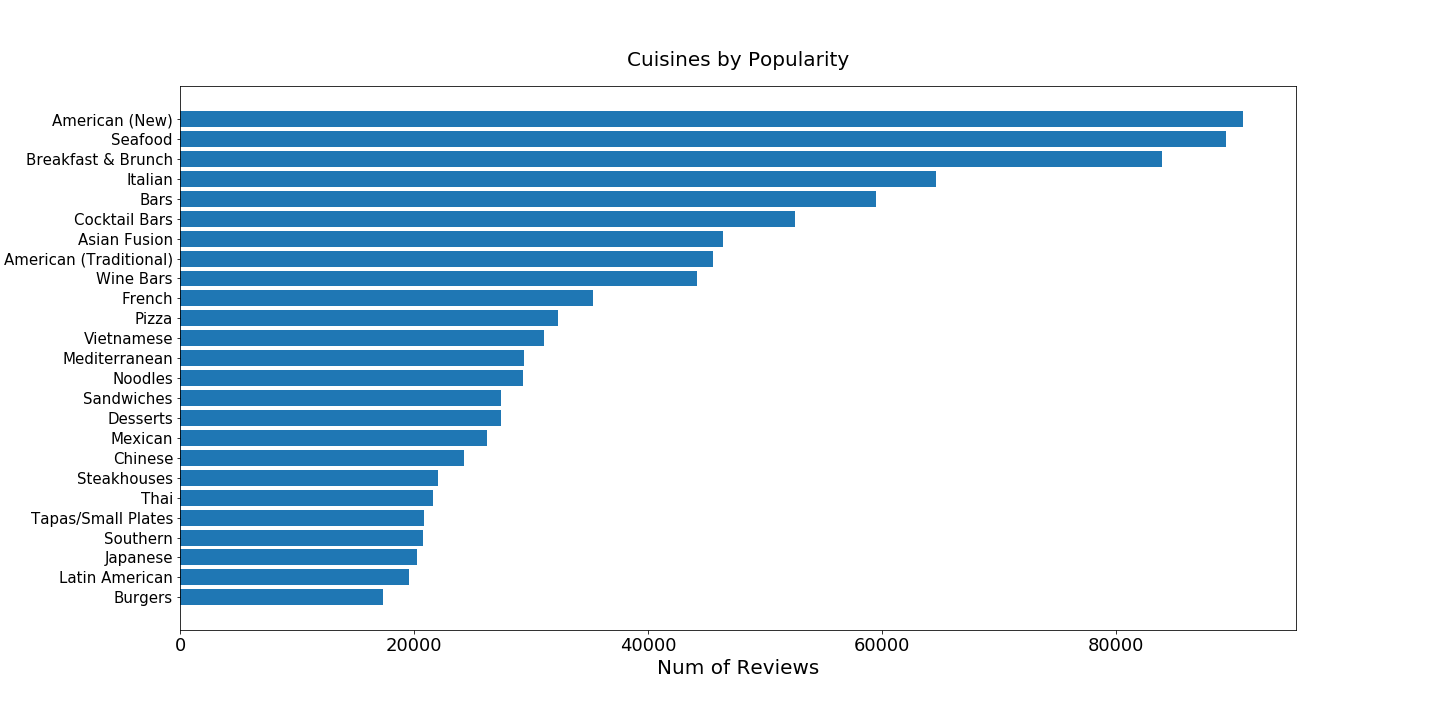 Cuisines by Popularity
American (New)
Seafood
Breakfast & Brunch
Italian
Bars
Cocktail Bars
Asian Fusion
American (Traditional)
Wine Bars
French
Pizza
Vietnamese
Mediterranean
Noodles
Sandwiches
Desserts
Mexican
Chinese
Steakhouses
Thai
Tapas/Small Plates
Southern
Japanese
Latin American
Burgers
0 20000 40000 60000 80000
Num of Reviews